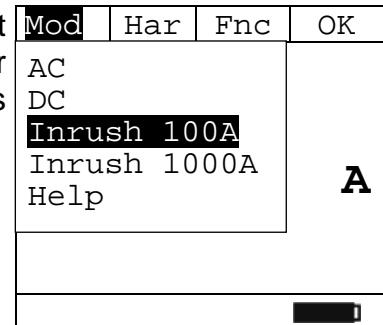 Mod Har Fnc OK
AC
DC
Inrush 100A
Inrush 1000A
A
Help